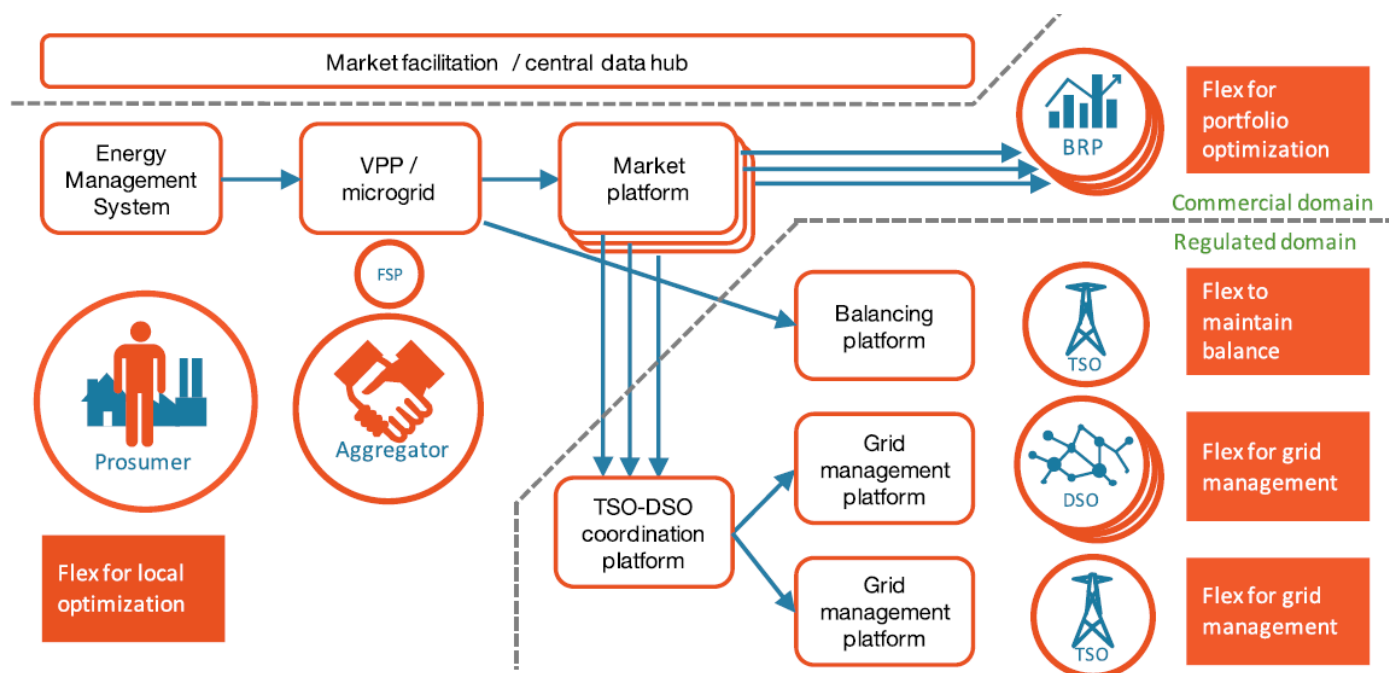 Market facilitation / central data hub
Energy
Management
System
VPP /
microgrid
Market
platform
BRP
Flex for
portfolio
optimization
Commercial domain
Regulated domain
FSP
Prosumer
Aggregator
Balancing
platform
TSO
Flex to
maintain
balance
Grid
management
platform
DSO
Flex for grid
management
TSO-DSO
coordination
platform
Grid
management
platform
TSO
Flex for grid
management
Flex for local
optimization